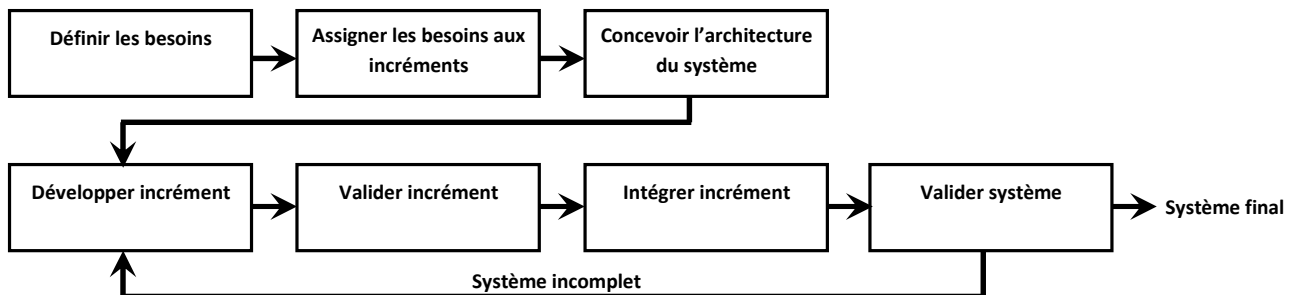 Définir les besoins
Assigner les besoins aux
incréments
Concevoir l’architecture
du système
Développer incrément
Valider incrément
Intégrer incrément
Valider système
Système final
Système incomplet